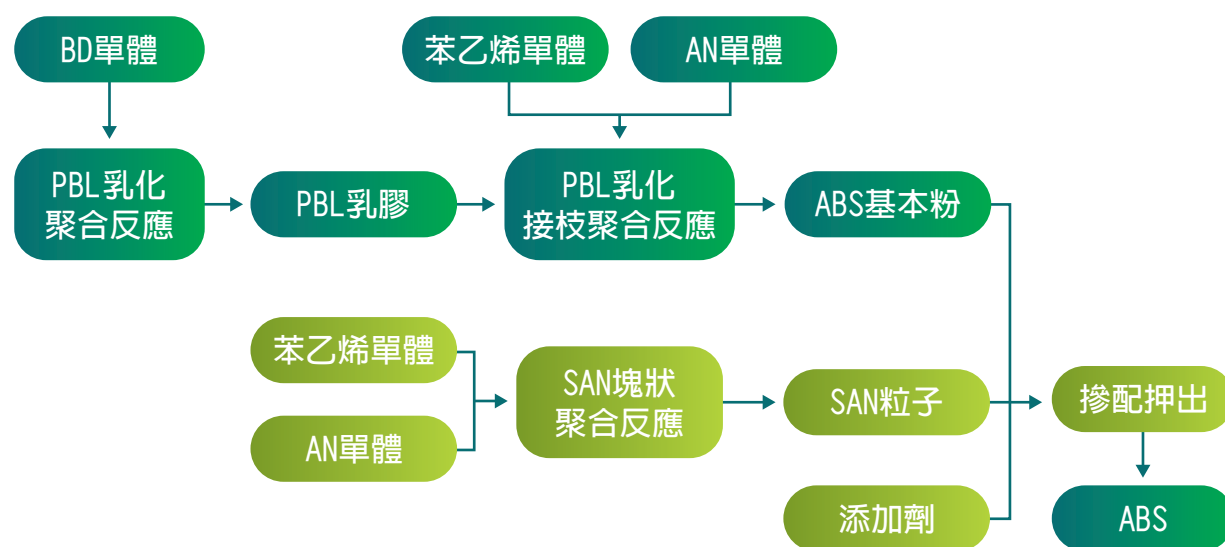 BD單體
苯乙烯單體
AN單體
PBL乳化
聚合反應
PBL乳膠
PBL乳化
接枝聚合反應
ABS基本粉
苯乙烯單體
AN單體
SAN塊狀
聚合反應
SAN粒子
添加劑
摻配押出
ABS